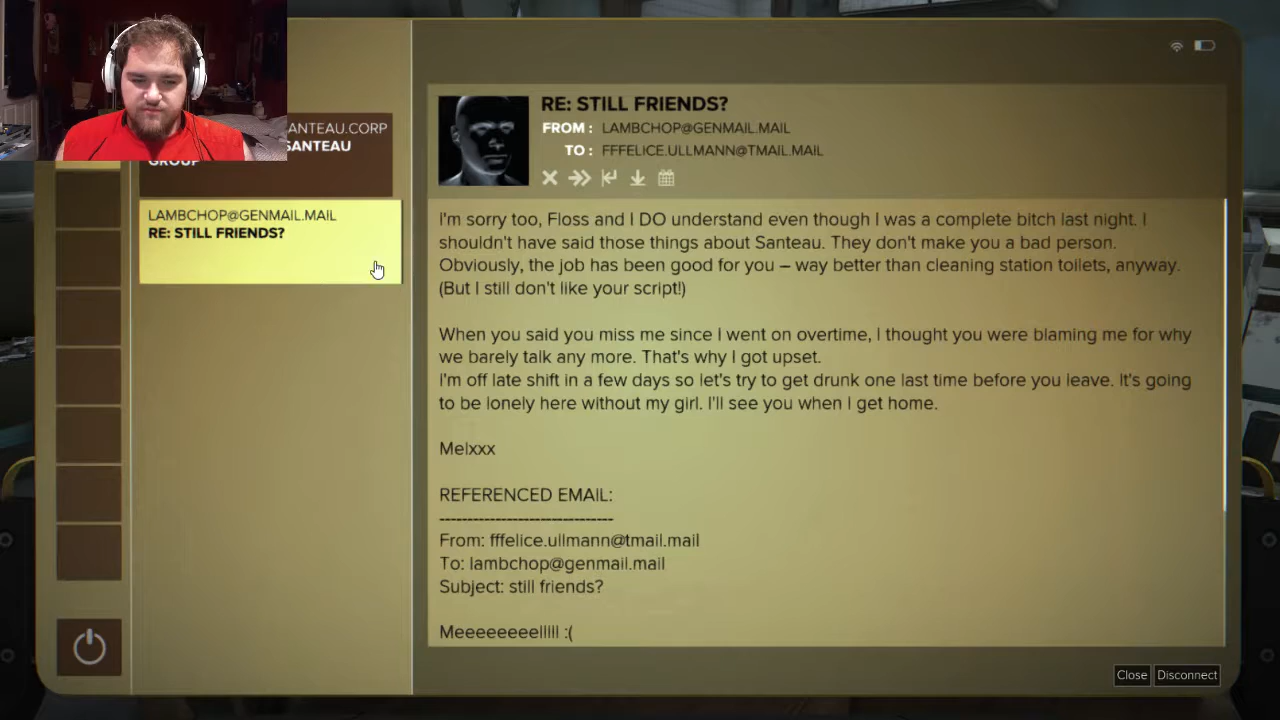 SANTEAU.CORP
SANTEAU
GROUP
LAMBCHOP@GENMAIL.MAIL
RE: STILL FRIENDS?
RE: STILL FRIENDS?
FROM : LAMBCHOP@GENMAIL.MAIL
TO : FFFELICE.ULLMANN@TMAIL.MAIL
I'm sorry too, Floss and I DO understand even though I was a complete bitch last night. I
shouldn't have said those things about Santeau. They don't make you a bad person.
Obviously, the job has been good for you – way better than cleaning station toilets, anyway.
(But I still don't like your script!)
When you said you miss me since I went on overtime, I thought you were blaming me for why
we barely talk any more. That's why I got upset.
I'm off late shift in a few days so let's try to get drunk one last time before you leave. It's going
to be lonely here without my girl. I'll see you when I get home.
Melxxx
REFERENCED EMAIL:
------------------------------
From: fffelice.ullmann@tmail.mail
To: lambchop@genmail.mail
Subject: still friends?
Meeeeeeeelllll :(
Close Disconnect